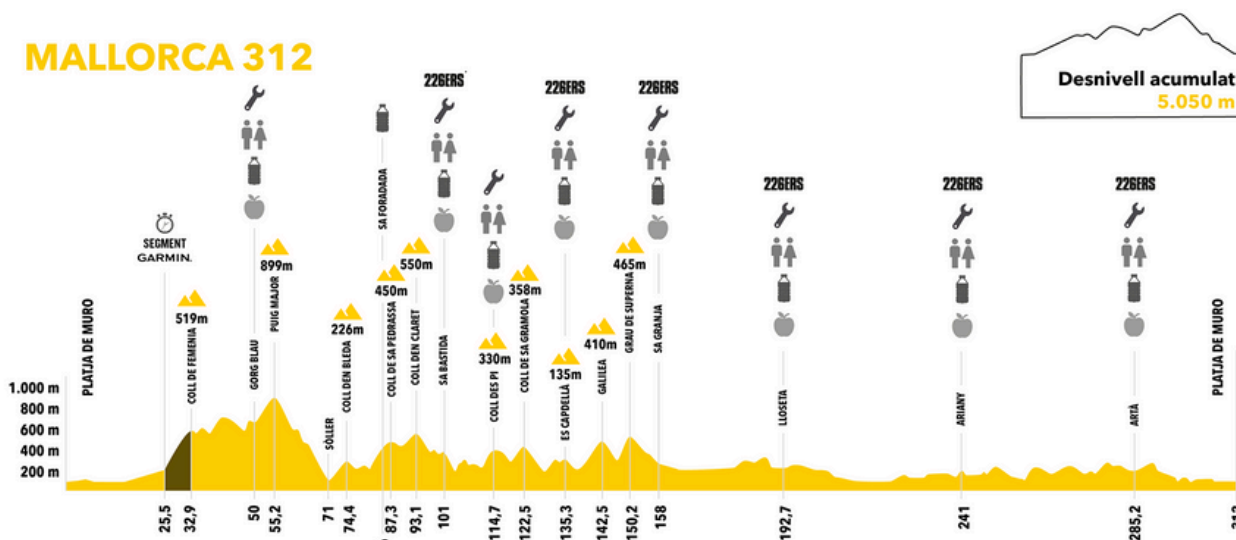 MALLORCA 312
Desnivell acumulat
5.050 m
1.000 m
800 m
600 m
400 m
200 m
PLATJA DE MURO
SEGMENT
GARMIN.
519m
COLL DE FEMENIA
GORG BLAU
899m
PUIG MAJOR
SÓLLER
226m
COLL DEN BLEDA
SA FORADADA
450m
COLL DE SA PEDRASSA
550m
COLL DEN CLARET
226ERS
SA BASTIDA
330m
COLL DES PI
358m
COLL DE SA GRAMOLA
226ERS
135m
ES CAPDELLÀ
410m
GALILEA
465m
GRAU DE SUPERNA
226ERS
SA GRANJA
226ERS
LLOSETA
226ERS
ARIANY
226ERS
ARTÀ
PLATJA DE MURO
25,5
32,9
50
55,2
71
74,4
87,3
93,1
101
114,7
122,5
135,3
142,5
150,2
158
192,7
241
285,2